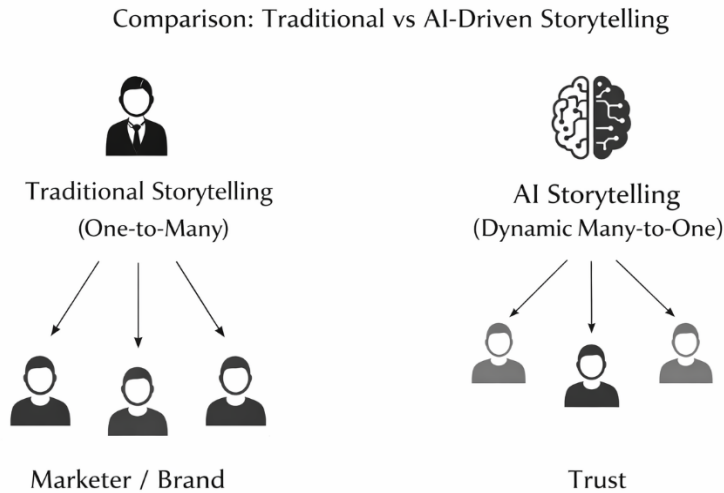 Comparison: Traditional vs AI-Driven Storytelling
Traditional Storytelling
(One-to-Many)
Marketer / Brand
AI Storytelling
(Dynamic Many-to-One)
Trust